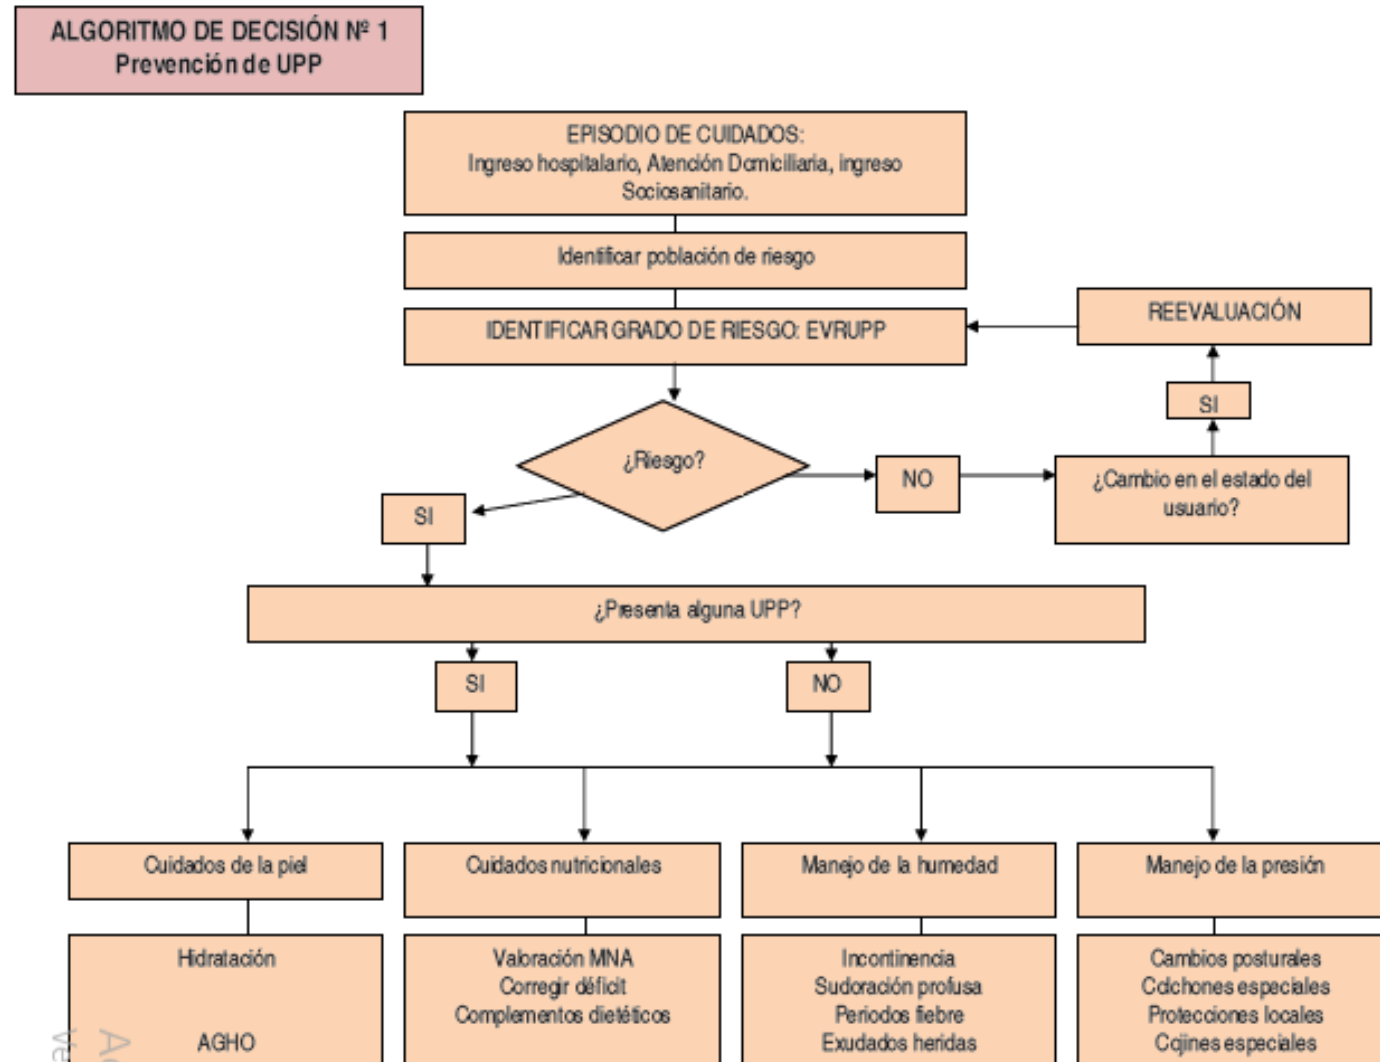 ALGORITMO DE DECISIÓN Nº 1
Prevención de UPP
EPISODIO DE CUIDADOS:
Ingreso hospitalario, Atención Domiciliaria, ingreso
Sociosanitario.
Identificar población de riesgo
IDENTIFICAR GRADO DE RIESGO: EVRUPP
REEVALUACIÓN
SI
¿Riesgo?
NO
¿Cambio en el estado del
usuario?
SI
¿Presenta alguna UPP?
SI
NO
Cuidados de la piel
Cuidados nutricionales
Manejo de la humedad
Manejo de la presión
Hidratación
AGHO
Valoración MNA
Corregir déficit
Complementos dietéticos
Incontinencia
Sudoración profusa
Periodos fiebre
Exudados heridas
Cambios posturales
Colchones especiales
Protecciones locales
Cojines especiales